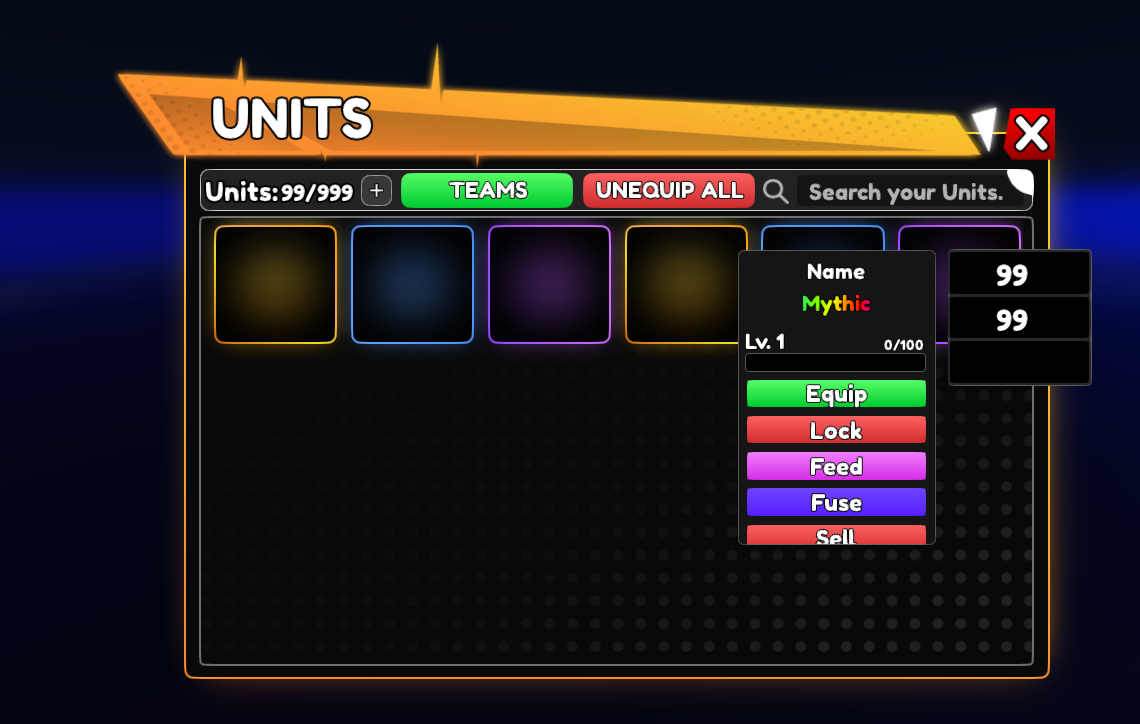 UNITS
X
Units: 99/999 + TEAMS UNEQUIP ALL Search your Units.
Name
Mythic
Lv. 1 0/100
Equip
Lock
Feed
Fuse
Sell
99
99